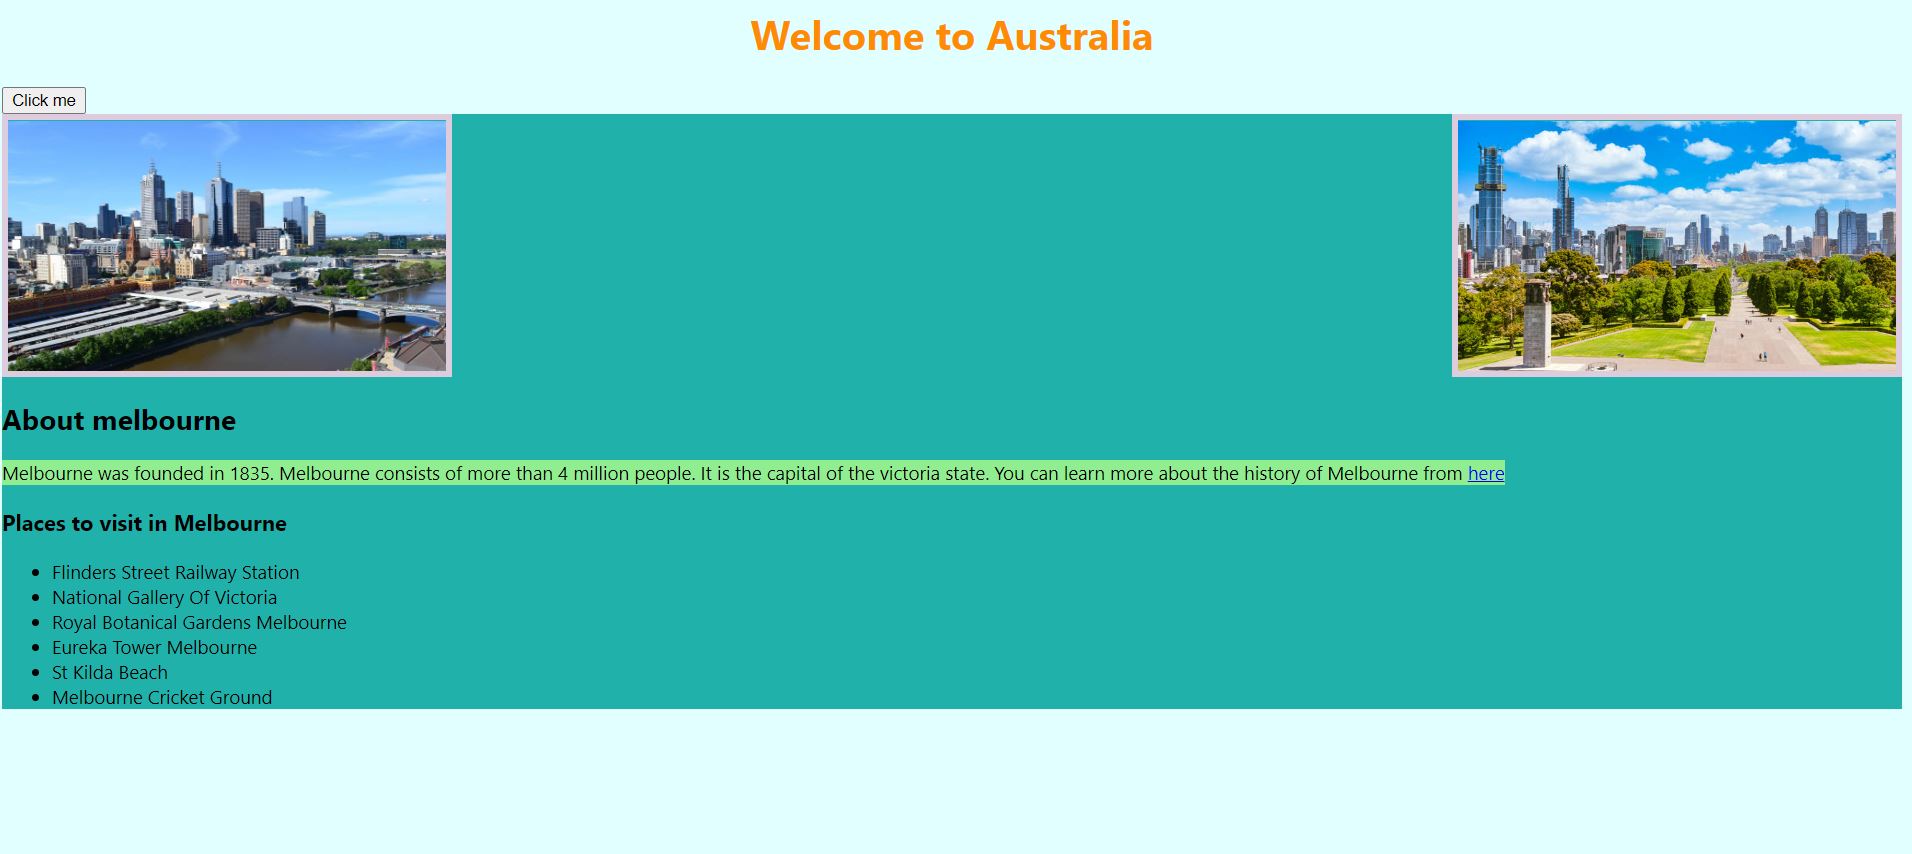 Welcome to Australia
Click me
About melbourne
Melbourne was founded in 1835. Melbourne consists of more than 4 million people. It is the capital of the victoria state. You can learn more about the history of Melbourne from here
Places to visit in Melbourne
Flinders Street Railway Station
National Gallery Of Victoria
Royal Botanical Gardens Melbourne
Eureka Tower Melbourne
St Kilda Beach
Melbourne Cricket Ground